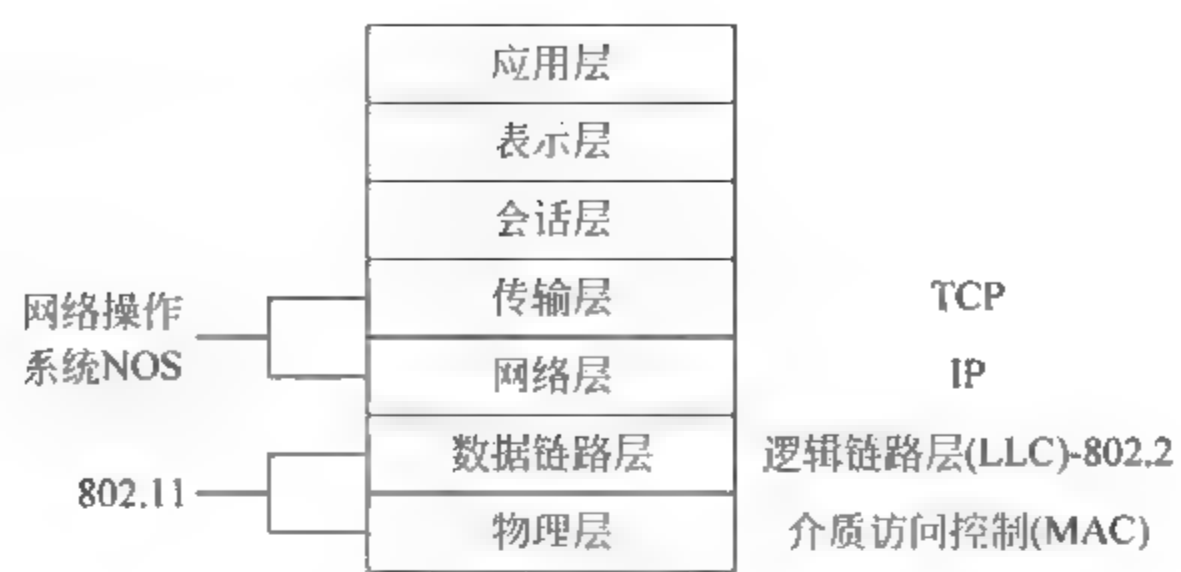 应用层
表示层
会话层
网络操作
系统NOS
传输层
TCP
网络层
IP
802.11
数据链路层
逻辑链路层(LLC)-802.2
物理层
介质访问控制(MAC)